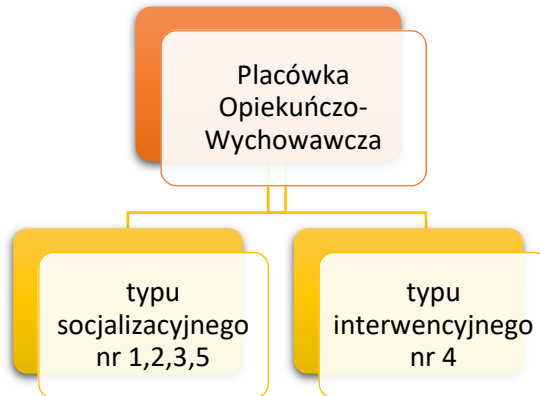 Placówka
Opiekuńczo-
Wychowawcza
typu
socjalizacyjnego
nr 1,2,3,5
typu
interwencyjnego
nr 4